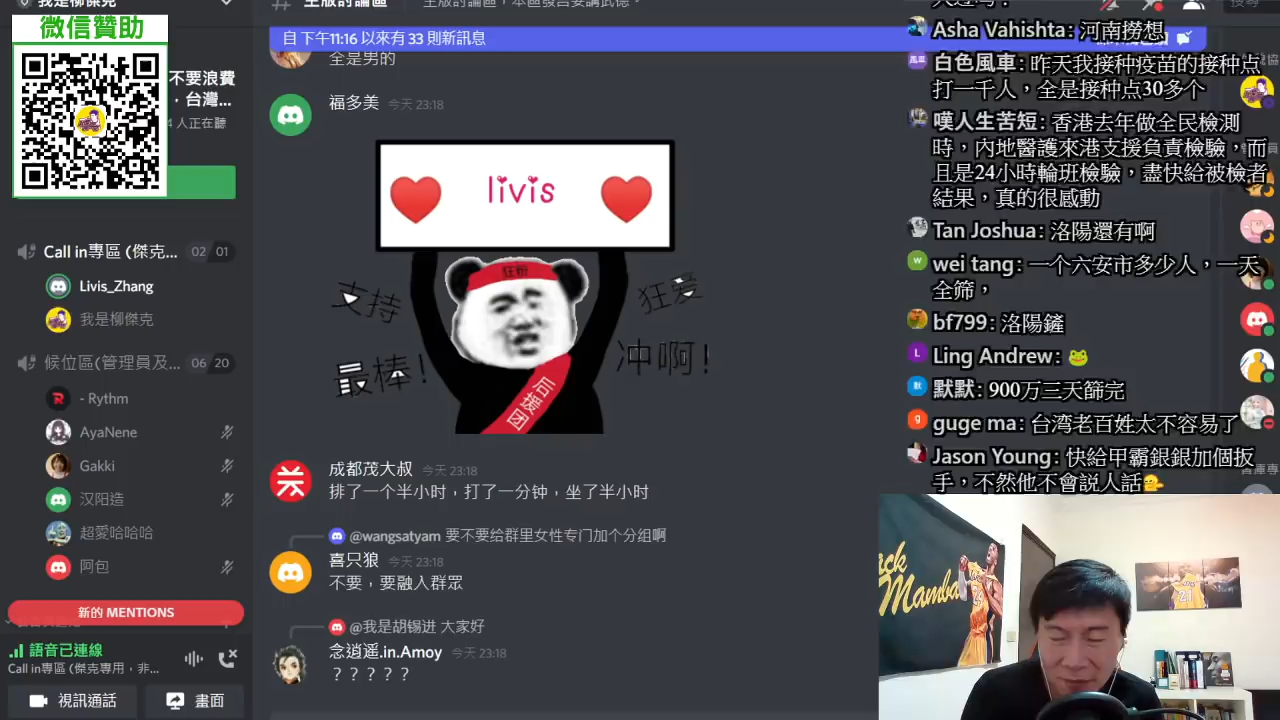 我是柳傑克
微信贊助
不要浪費
．台灣...
4 人正在聽
Call in專區 (傑克... 02 01
Livis_Zhang
我是柳傑克
候位區(管理員及... 06 20
- Rythm
AyaNene
Gakki
汉阳造
超愛哈哈哈
阿包
新的 MENTIONS
語音已連線
Call in專區 (傑克專用，非...
視訊通話
畫面
自 下午11:16 以來有 33 則新訊息
全是男的
福多美 今天 23:18
livis
狂粉
支持
狂爱
最棒!
冲啊!
后援团
成都茂大叔 今天 23:18
排了一个半小时，打了一分钟，坐了半小时
@wangsatyam 要不要给群里女性专门加个分组啊
喜只狼 今天 23:18
不要，要融入群眾
@我是胡锡进 大家好
念逍遥.in.Amoy 今天 23:18
？？？？？
Asha Vahishta: 河南撈想
白色風車: 昨天我接种疫苗的接种点
打一千人，全是接种点30多个
嘆人生苦短: 香港去年做全民檢測
時，內地醫護來港支援負責檢驗，而
且是24小時輪班檢驗，盡快給被檢者
結果，真的很感動
Tan Joshua: 洛陽還有啊
wei tang: 一个六安市多少人，一天
全筛，
bf799: 洛陽鏟
Ling Andrew: 🐸
默默: 900万三天篩完
guge ma: 台湾老百姓太不容易了
Jason Young: 快給甲霸銀銀加個扳
手，不然他不會説人話
Mamba